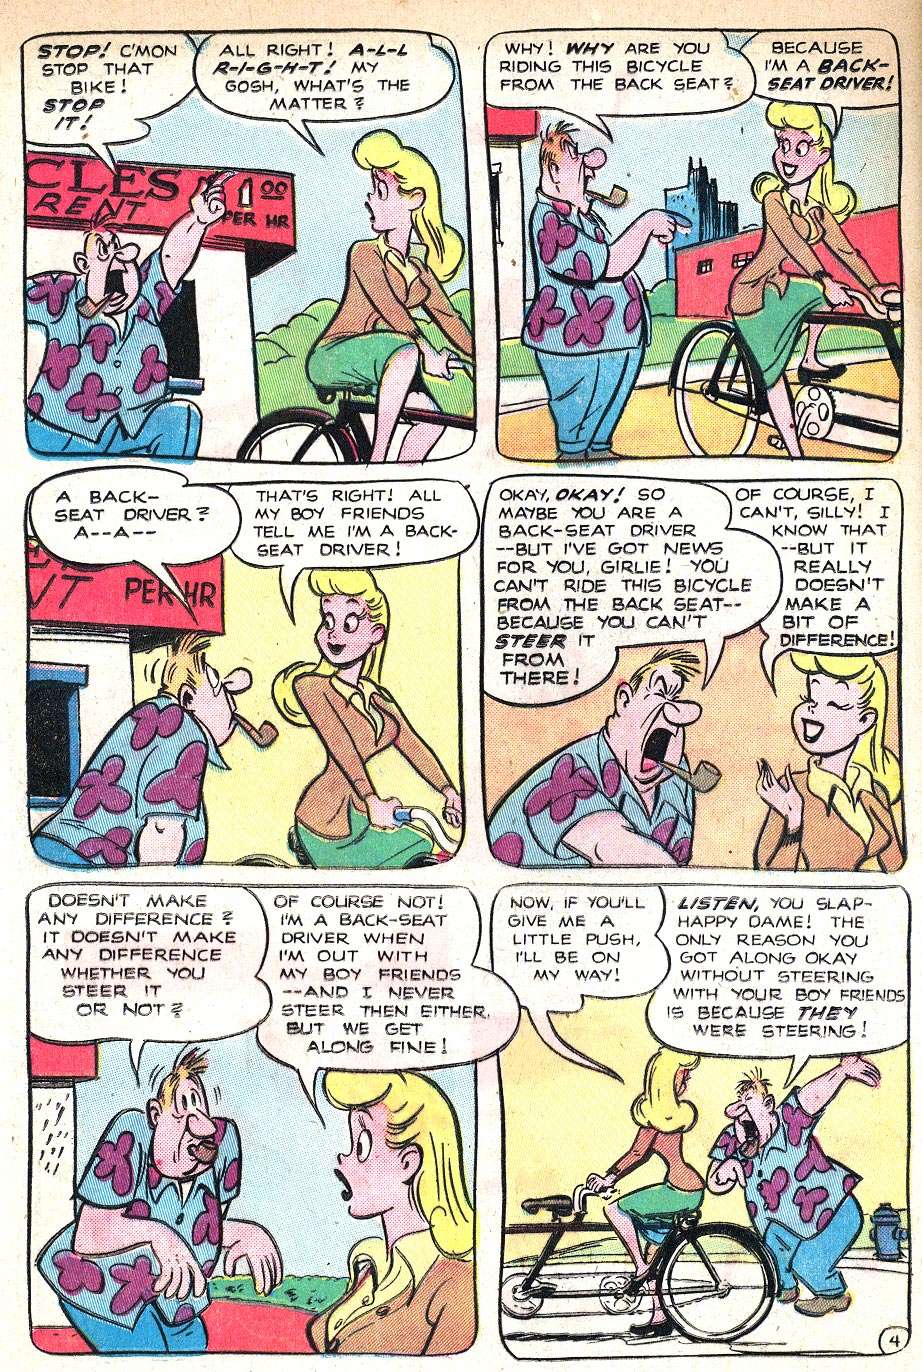 STOP! C'MON
STOP THAT
BIKE!
STOP
IT!
ALL RIGHT! A-L-L
R-I-G-H-T! MY
GOSH, WHAT'S THE
MATTER?
CLES
RENT
1.00
PER HR
WHY! WHY ARE YOU
RIDING THIS BICYCLE
FROM THE BACK SEAT?
BECAUSE
I'M A BACK-
SEAT DRIVER!
A BACK-
SEAT DRIVER?
A--A--
THAT'S RIGHT! ALL
MY BOY FRIENDS
TELL ME I'M A BACK-
SEAT DRIVER!
NT
PER HR
OKAY, OKAY! SO
MAYBE YOU ARE A
BACK-SEAT DRIVER
--BUT I'VE GOT NEWS
FOR YOU, GIRLIE! YOU
CAN'T RIDE THIS BICYCLE
FROM THE BACK SEAT--
BECAUSE YOU CAN'T
STEER IT
FROM
THERE!
OF COURSE, I
CAN'T, SILLY! I
KNOW THAT
--BUT IT
REALLY
DOESN'T
MAKE A
BIT OF
DIFFERENCE!
DOESN'T MAKE
ANY DIFFERENCE?
IT DOESN'T MAKE
ANY DIFFERENCE
WHETHER YOU
STEER IT
OR NOT?
OF COURSE NOT!
I'M A BACK-SEAT
DRIVER WHEN
I'M OUT WITH
MY BOY FRIENDS
--AND I NEVER
STEER THEN EITHER,
BUT WE GET
ALONG FINE!
NOW, IF YOU'LL
GIVE ME A
LITTLE PUSH,
I'LL BE ON
MY WAY!
LISTEN, YOU SLAP-
HAPPY DAME! THE
ONLY REASON YOU
GOT ALONG OKAY
WITHOUT STEERING
WITH YOUR BOY FRIENDS
IS BECAUSE THEY
WERE STEERING!
4